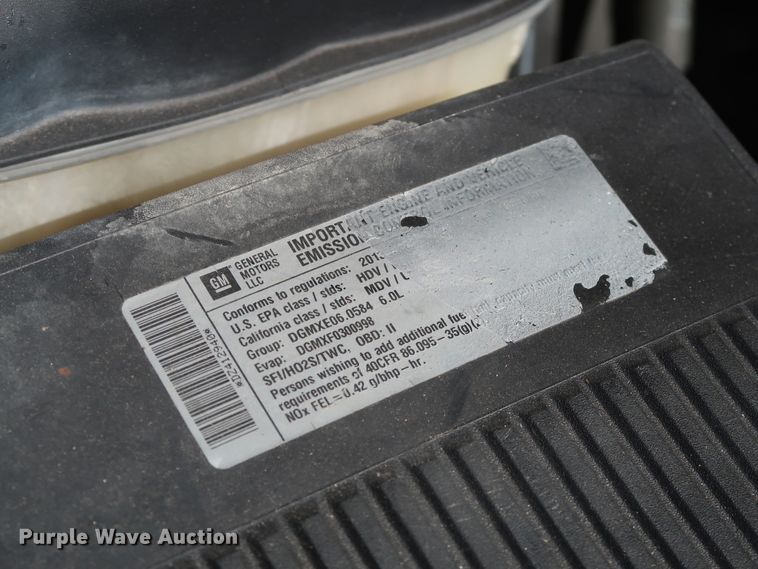 GM
GENERAL
MOTORS
LLC
IMPORTANT ENGINE AND VEHICLE
EMISSION CONTROL INFORMATION
Conforms to regulations: 2013
U.S. EPA class / stds: HDV /
California class / stds: MDV /
Group: DGMXE06.0584 6.0L
Evap: DGMXF0300998
SFI/HO2S/TWC, OBD: II
Persons wishing to add additional fuel
requirements of 40CFR 86.095-35(g)(
NOx FEL=0.42 g/bhp-hr.
Purple Wave Auction